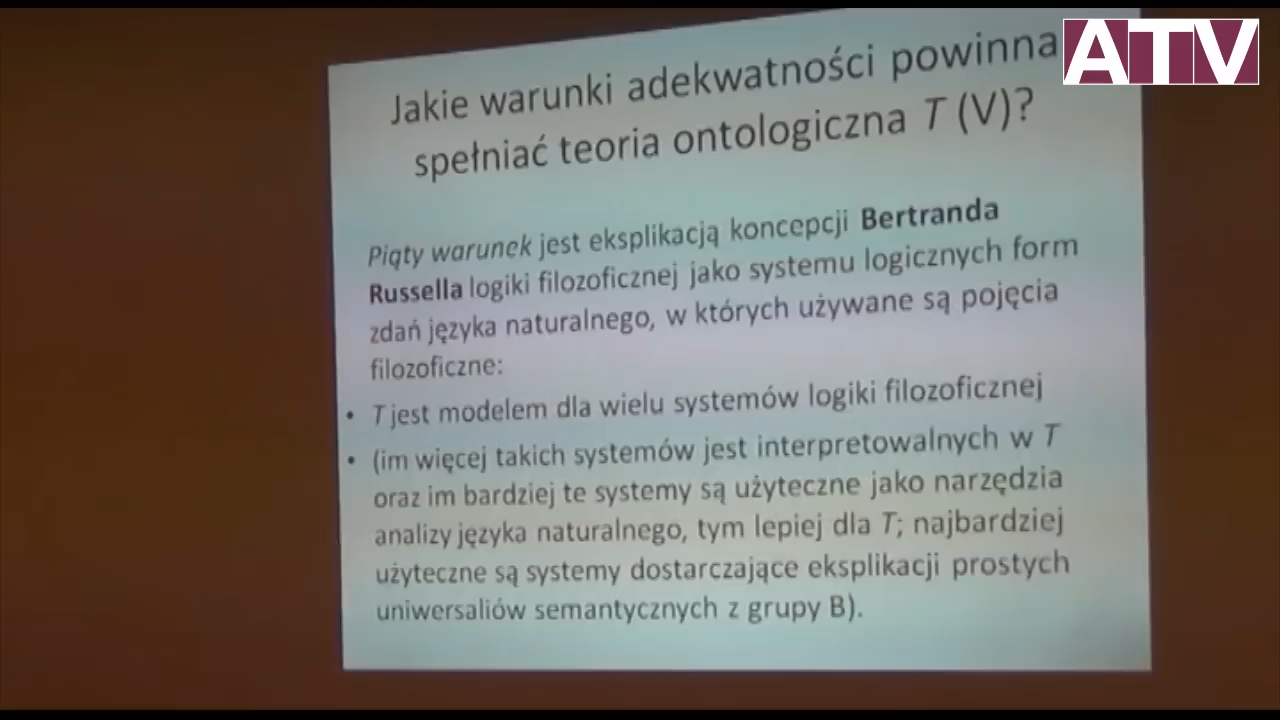 ATV
Jakie warunki adekwatności powinna
spełniać teoria ontologiczna T (V)?
Piąty warunek jest eksplikacją koncepcji Bertranda
Russella logiki filozoficznej jako systemu logicznych form
zdań języka naturalnego, w których używane są pojęcia
filozoficzne:
• T jest modelem dla wielu systemów logiki filozoficznej
• (im więcej takich systemów jest interpretowalnych w T
oraz im bardziej te systemy są użyteczne jako narzędzia
analizy języka naturalnego, tym lepiej dla T; najbardziej
użyteczne są systemy dostarczające eksplikacji prostych
uniwersaliów semantycznych z grupy B).